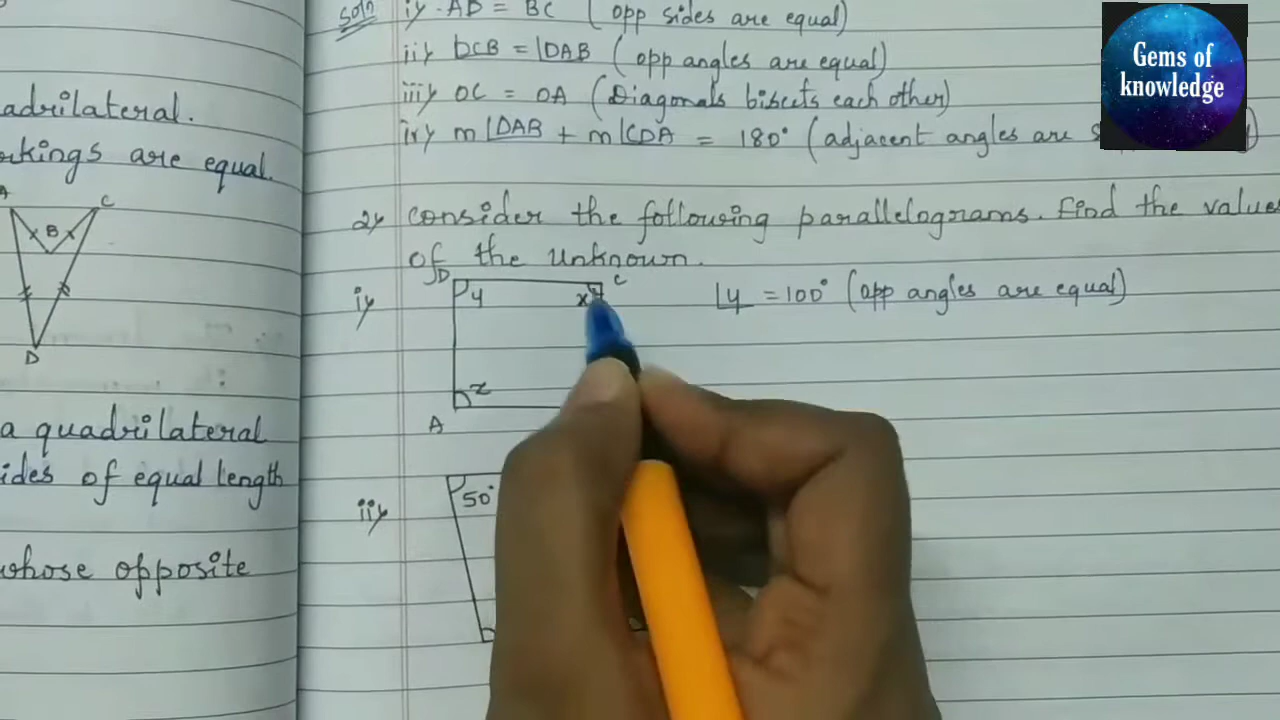 adrilateral.
rkings are equal.
A
C
B
D
a quadrilateral
ides of equal length
whose opposite
Soln
i) AD = BC (opp sides are equal)
ii) DCB = ∠DAB (opp angles are equal)
iii) OC = OA (Diagonals bisects each other)
iv) m∠DAB + m∠CDA = 180° (adjacent angles are
2) Consider the following parallelograms. Find the values
of the unknown.
i)
D
C
y
x
z
A
∠y = 100° (opp angles are equal)
ii)
50°
Gems of
knowledge